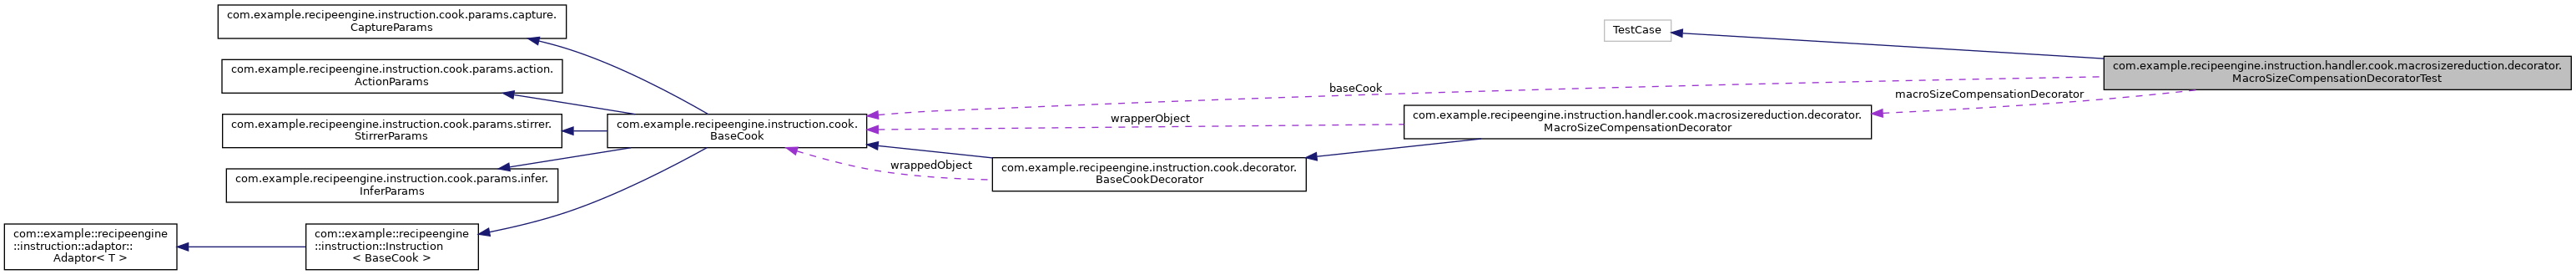 com.example.recipeengine.instruction.cook.params.capture.
CaptureParams
TestCase
com.example.recipeengine.instruction.handler.cook.macrosizereduction.decorator.
MacroSizeCompensationDecoratorTest
com.example.recipeengine.instruction.cook.params.action.
ActionParams
baseCook
macroSizeCompensationDecorator
com.example.recipeengine.instruction.cook.params.stirrer.
StirrerParams
com.example.recipeengine.instruction.cook.
BaseCook
wrapperObject
com.example.recipeengine.instruction.handler.cook.macrosizereduction.decorator.
MacroSizeCompensationDecorator
wrappedObject
com.example.recipeengine.instruction.cook.decorator.
BaseCookDecorator
com.example.recipeengine.instruction.cook.params.infer.
InferParams
com::example::recipeengine
::instruction::adaptor::
Adaptor< T >
com::example::recipeengine
::instruction::Instruction
< BaseCook >